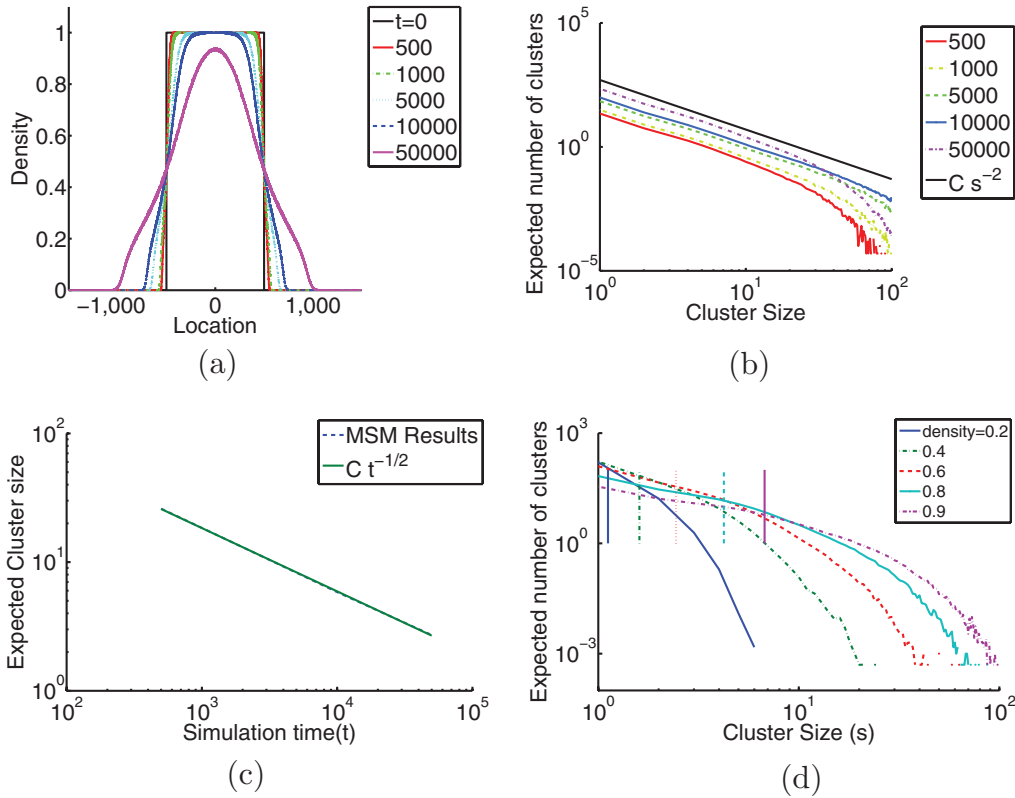 1
0.8
0.6
0.4
0.2
0
Density
−1,000
0
1,000
Location
t=0
500
1000
5000
10000
50000
(a)
10^5
10^0
10^−5
Expected number of clusters
10^0
10^1
10^2
Cluster Size
500
1000
5000
10000
50000
C s^−2
(b)
10^2
10^1
10^0
Expected Cluster size
10^2
10^3
10^4
10^5
Simulation time(t)
MSM Results
C t^−1/2
(c)
10^3
10^0
10^−3
Expected number of clusters
10^0
10^1
10^2
Cluster Size (s)
density=0.2
0.4
0.6
0.8
0.9
(d)